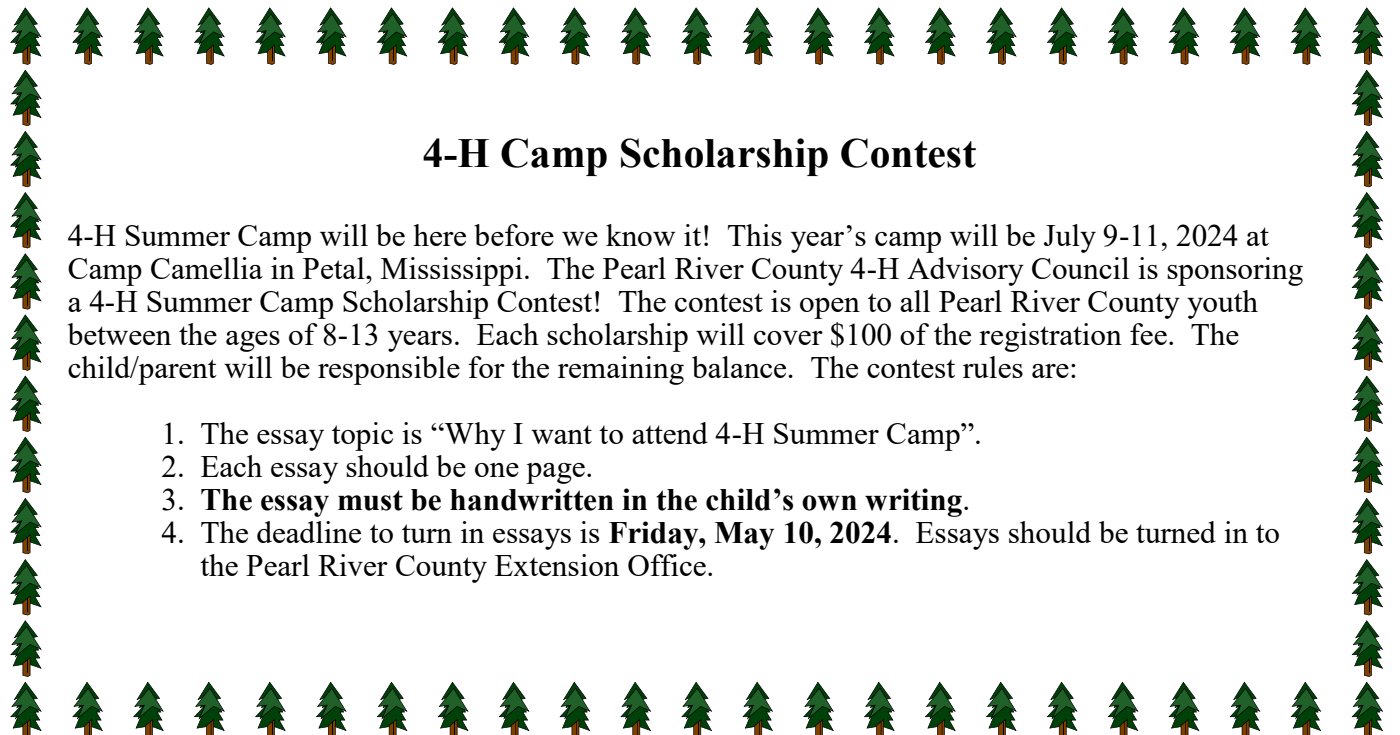 4-H Camp Scholarship Contest
4-H Summer Camp will be here before we know it!  This year’s camp will be July 9-11, 2024 at
Camp Camellia in Petal, Mississippi.  The Pearl River County 4-H Advisory Council is sponsoring
a 4-H Summer Camp Scholarship Contest!  The contest is open to all Pearl River County youth
between the ages of 8-13 years.  Each scholarship will cover $100 of the registration fee.  The
child/parent will be responsible for the remaining balance.  The contest rules are:
1. The essay topic is “Why I want to attend 4-H Summer Camp”.
2. Each essay should be one page.
3. The essay must be handwritten in the child’s own writing.
4. The deadline to turn in essays is Friday, May 10, 2024.  Essays should be turned in to
the Pearl River County Extension Office.